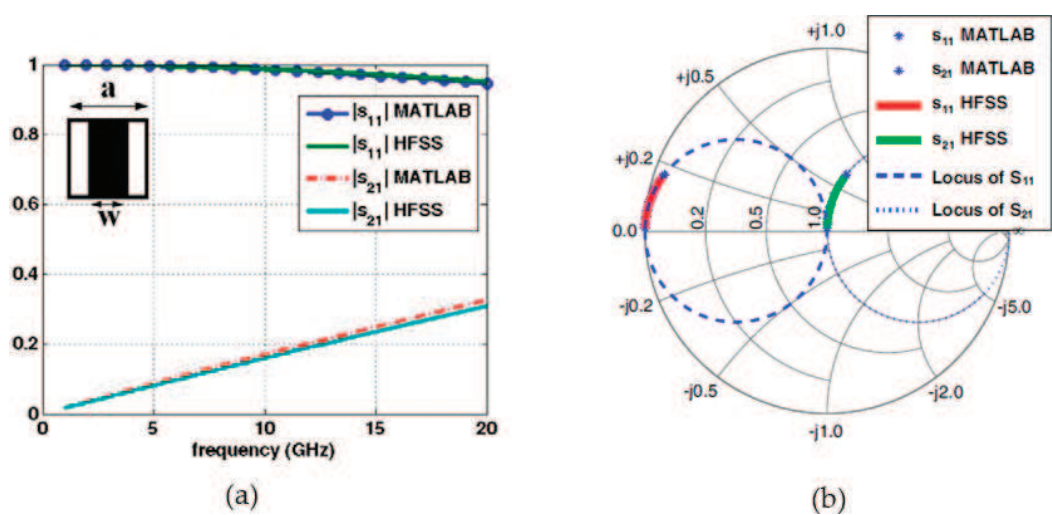 1
0.8
0.6
0.4
0.2
0
0
5
10
15
20
frequency (GHz)
a
w
|s11| MATLAB
|s11| HFSS
|s21| MATLAB
|s21| HFSS
(a)
+j1.0
+j0.5
+j0.2
0.0
0.2
0.5
1.0
-j0.2
-j0.5
-j1.0
-j2.0
-j5.0
∞
s11 MATLAB
s21 MATLAB
s11 HFSS
s21 HFSS
Locus of S11
Locus of S21
(b)